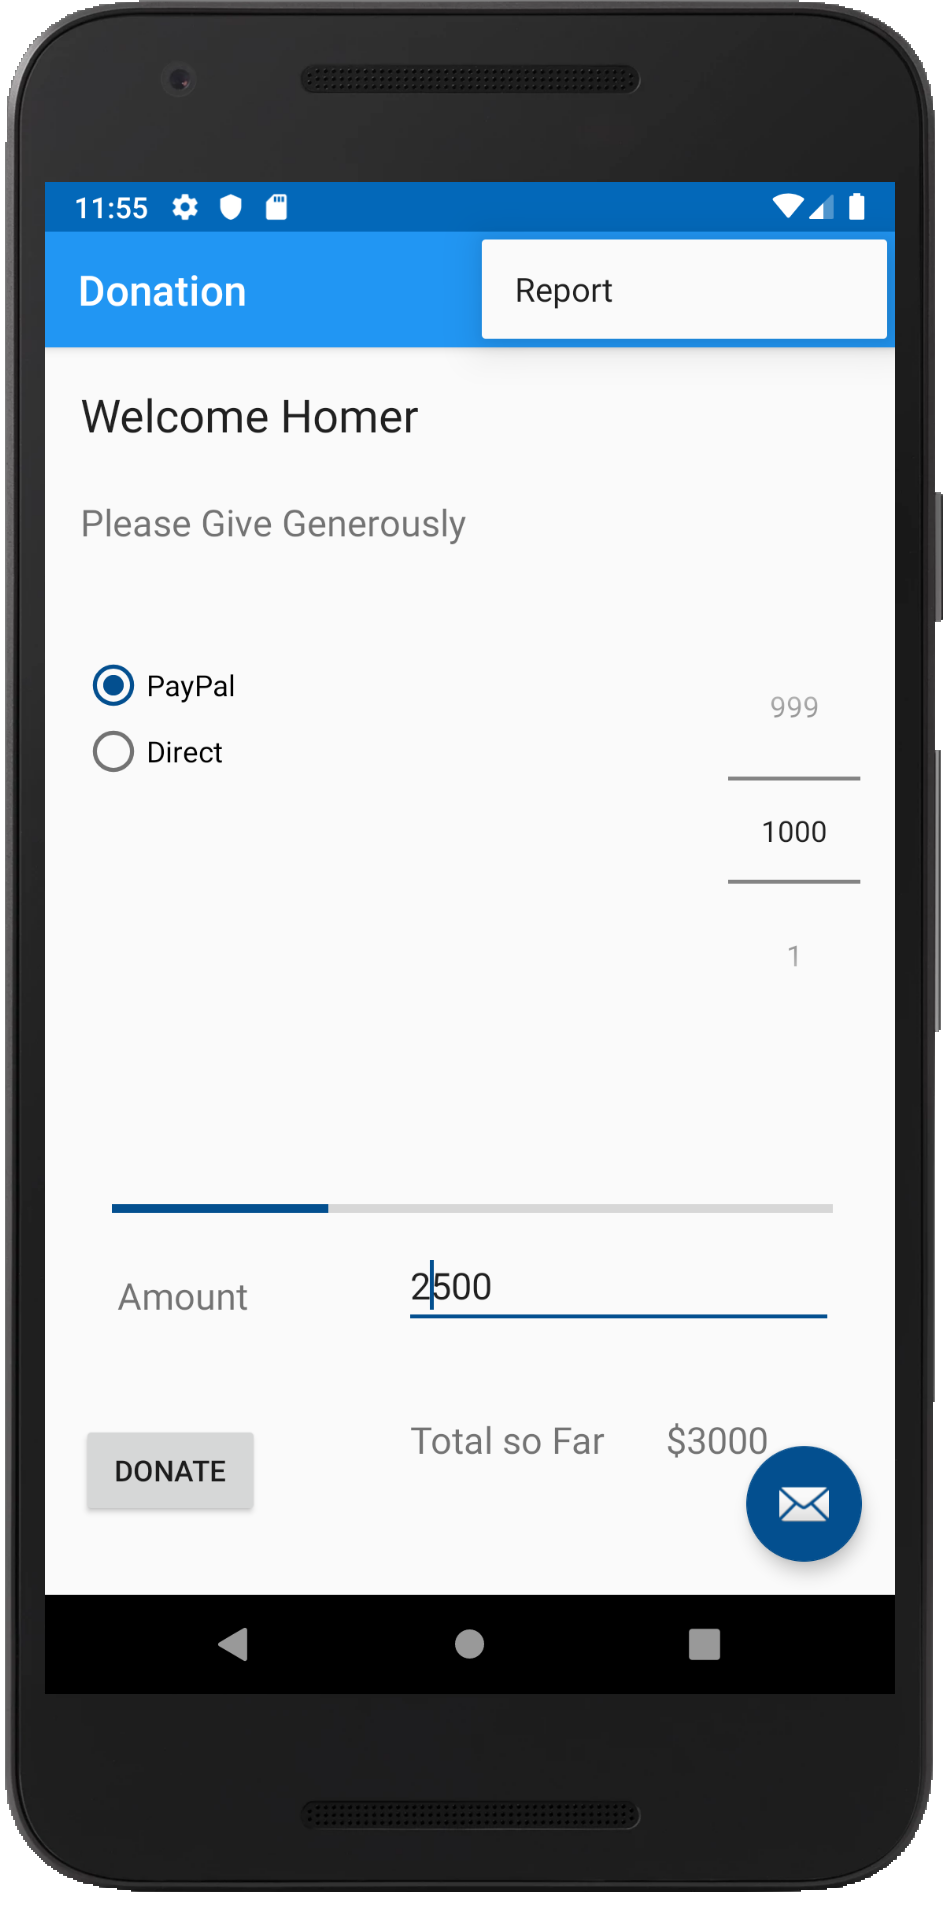 11:55
Donation
Report
Welcome Homer
Please Give Generously
PayPal
999
Direct
1000
1
Amount
2500
Total so Far $3000
DONATE